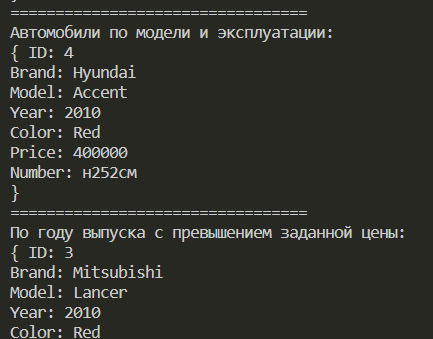 =================================
Автомобили по модели и эксплуатации:
{ ID: 4
Brand: Hyundai
Model: Accent
Year: 2010
Color: Red
Price: 400000
Number: н252см
}
=================================
По году выпуска с превышением заданной цены:
{ ID: 3
Brand: Mitsubishi
Model: Lancer
Year: 2010
Color: Red